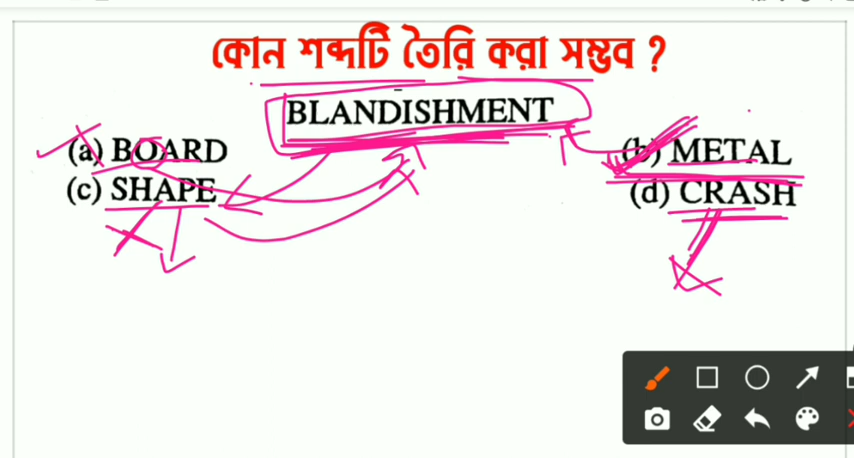 কোন শব্দটি তৈরি করা সম্ভব ?
BLANDISHMENT
(a) BOARD (b) METAL
(c) SHAPE (d) CRASH